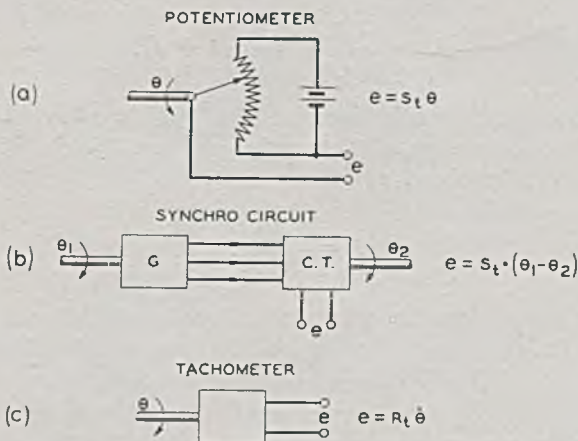 POTENTIOMETER
(a)
θ
e = S_t θ
e
SYNCHRO CIRCUIT
(b)
θ₁
G
C.T.
θ₂
e = S_t · (θ₁-θ₂)
e
TACHOMETER
(c)
θ
e
e = R_t θ̇